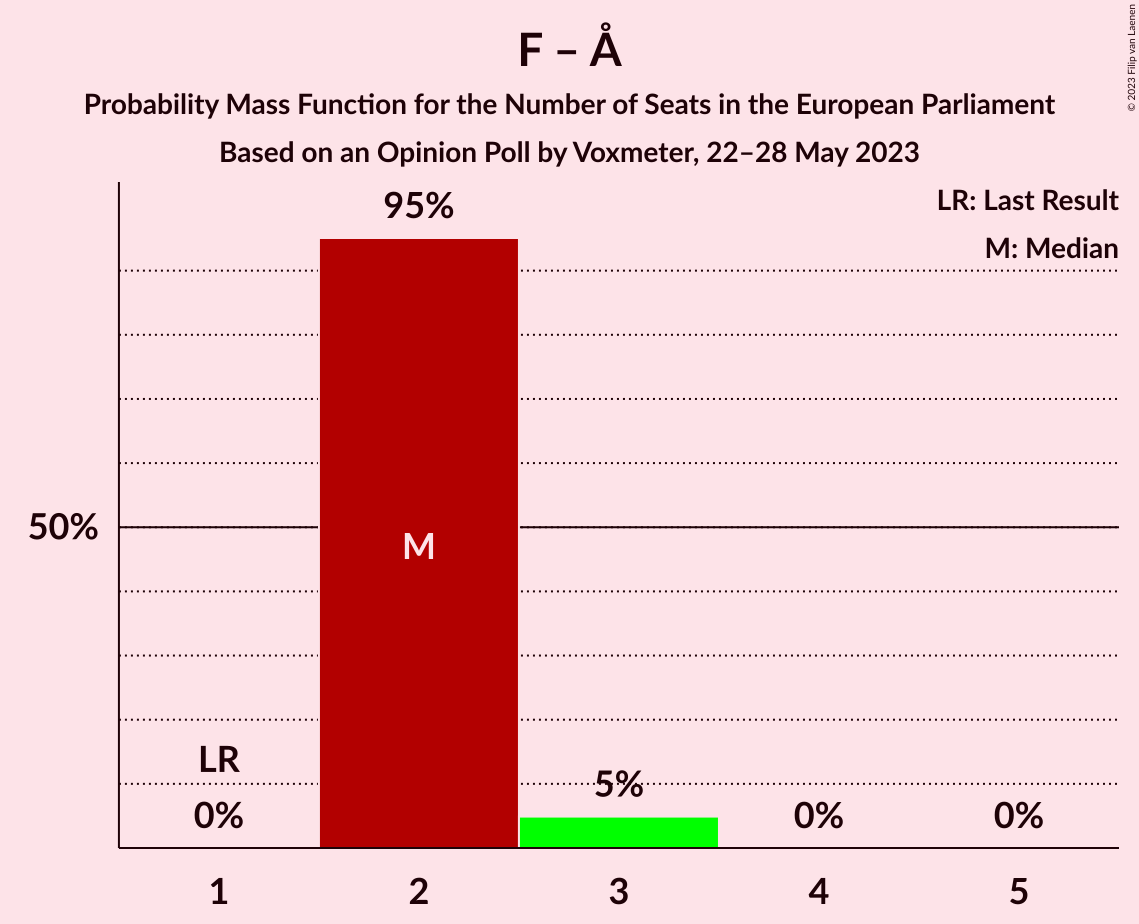 F – Å
Probability Mass Function for the Number of Seats in the European Parliament
Based on an Opinion Poll by Voxmeter, 22–28 May 2023
© 2023 Filip van Laenen
LR: Last Result
M: Median
95%
50%
M
LR
0%
5%
0%
0%
1 2 3 4 5